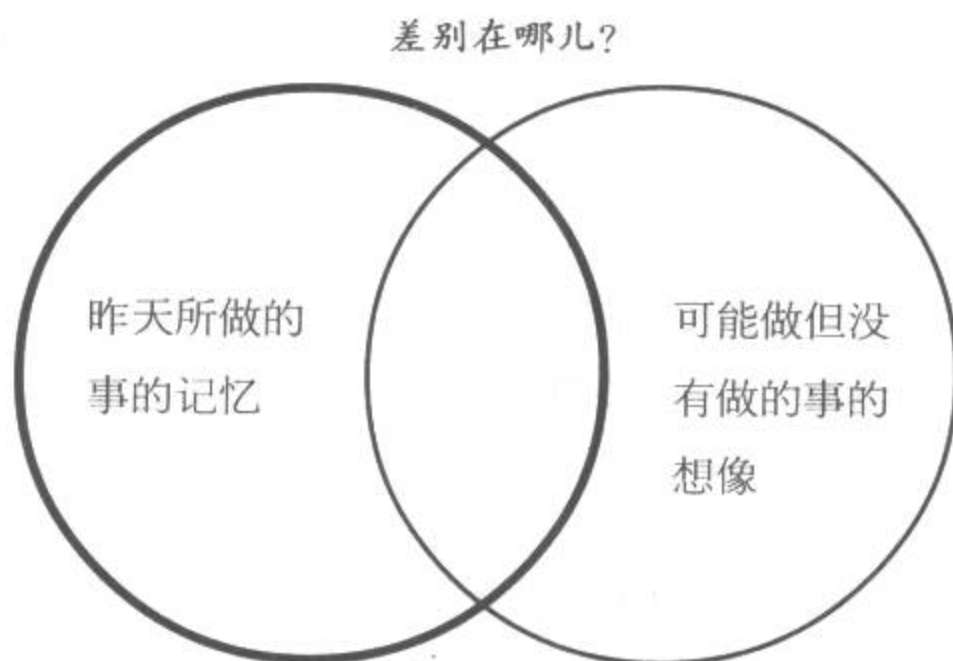 差别在哪儿?
昨天所做的
事的记忆
可能做但没
有做的事的
想像